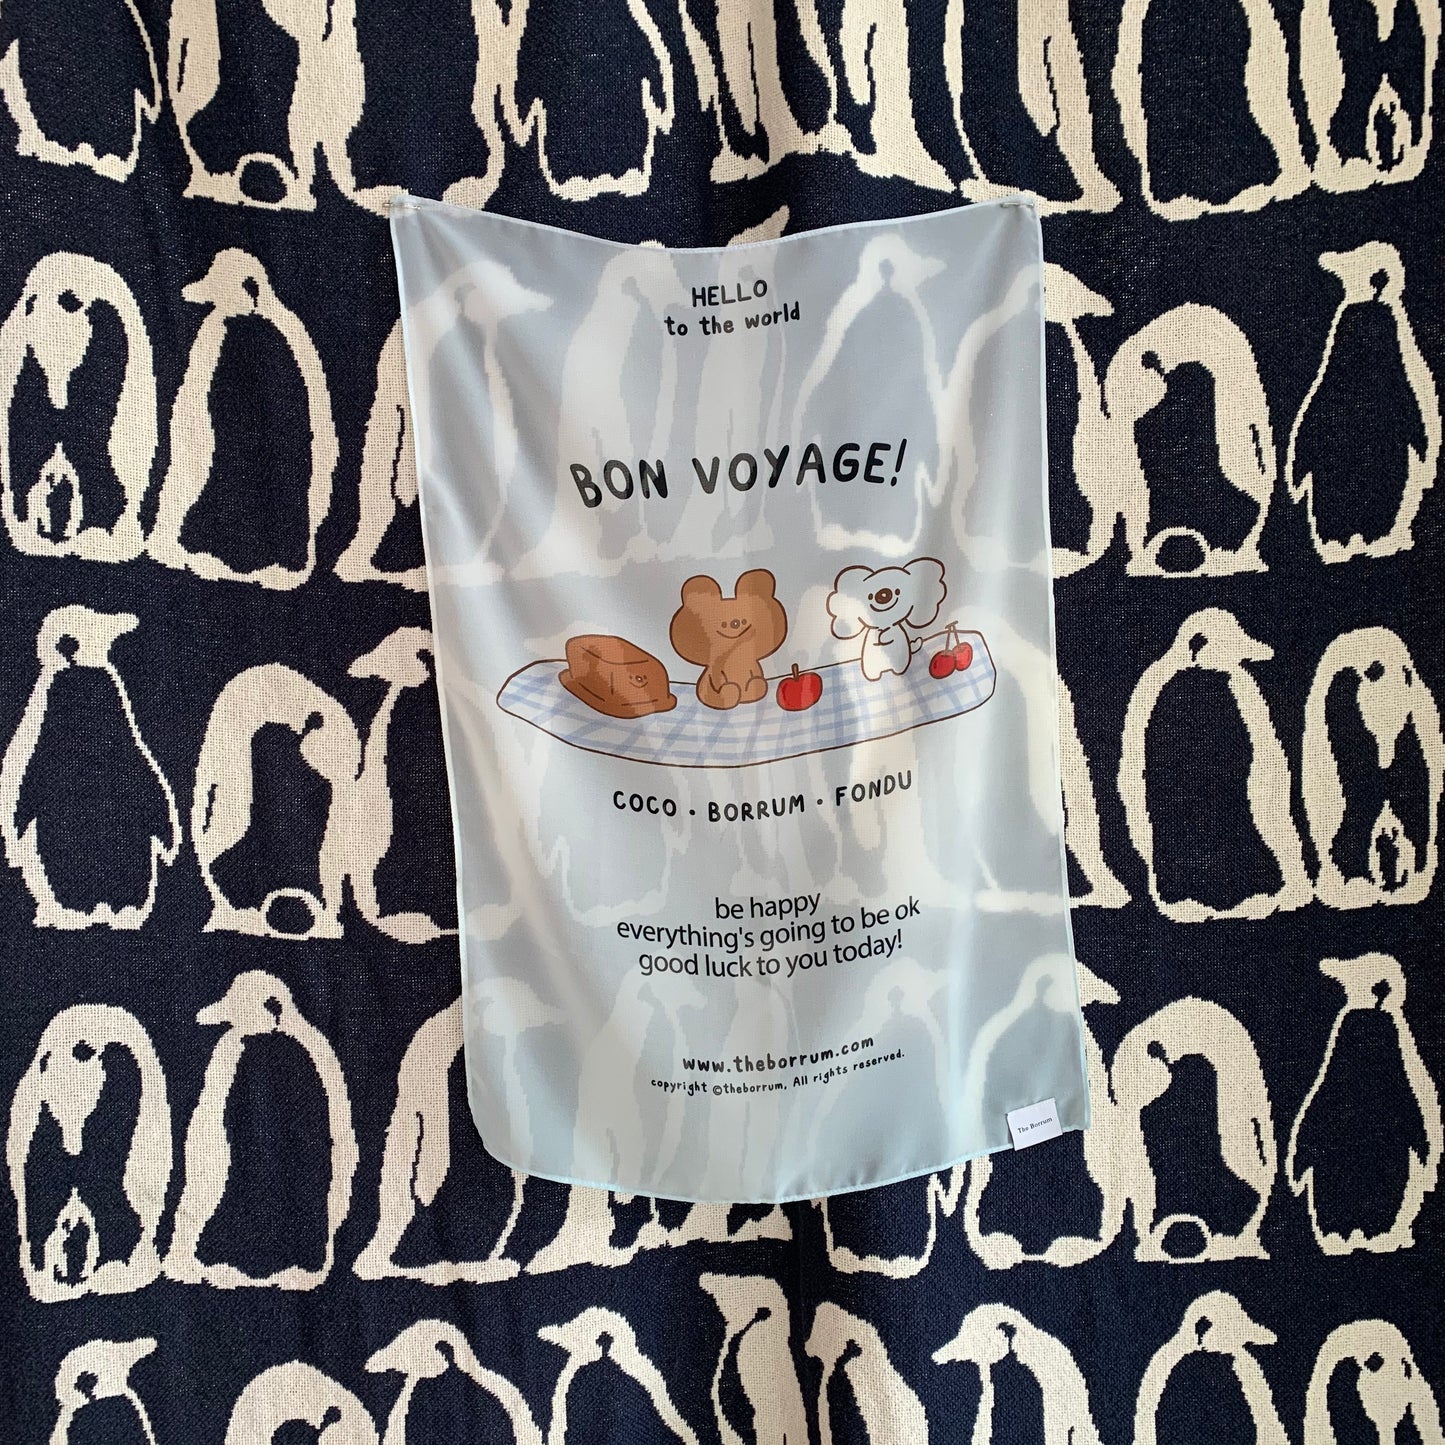 HELLO
to the world
BON VOYAGE!
COCO • BORRUM • FONDU
be happy
everything's going to be ok
good luck to you today!
www.theborrum.com
copyright ©theborrum, All rights reserved.
The Borrum